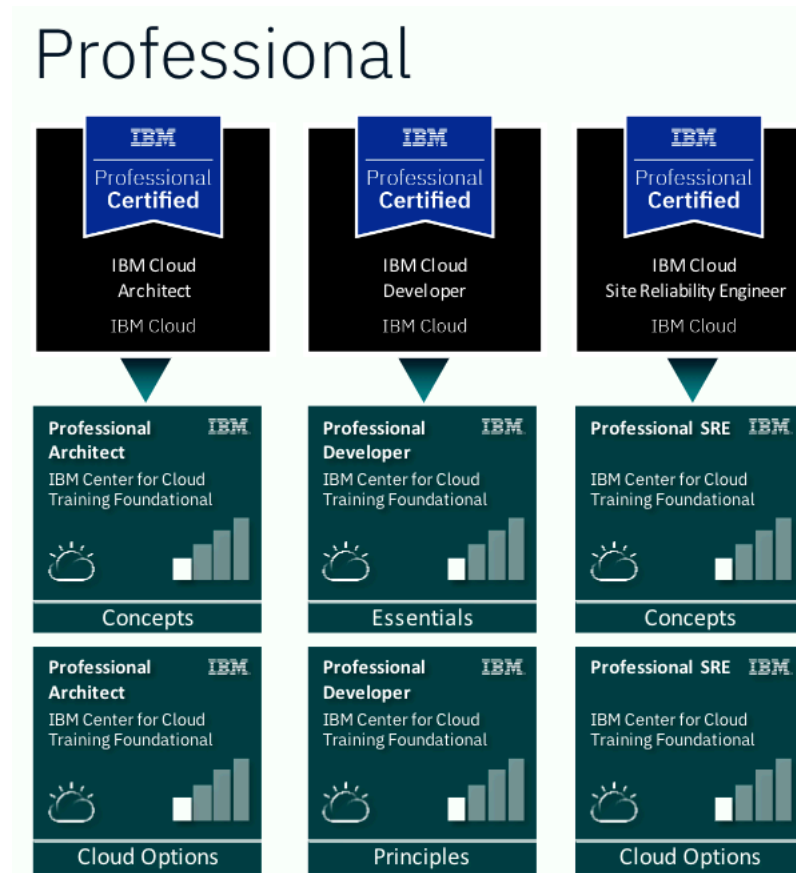 Professional
IBM
Professional
Certified
IBM Cloud
Architect
IBM Cloud
IBM
Professional
Certified
IBM Cloud
Developer
IBM Cloud
IBM
Professional
Certified
IBM Cloud
Site Reliability Engineer
IBM Cloud
Professional IBM
Architect
IBM Center for Cloud
Training Foundational
Concepts
Professional IBM
Developer
IBM Center for Cloud
Training Foundational
Essentials
Professional SRE IBM
IBM Center for Cloud
Training Foundational
Concepts
Professional IBM
Architect
IBM Center for Cloud
Training Foundational
Cloud Options
Professional IBM
Developer
IBM Center for Cloud
Training Foundational
Principles
Professional SRE IBM
IBM Center for Cloud
Training Foundational
Cloud Options